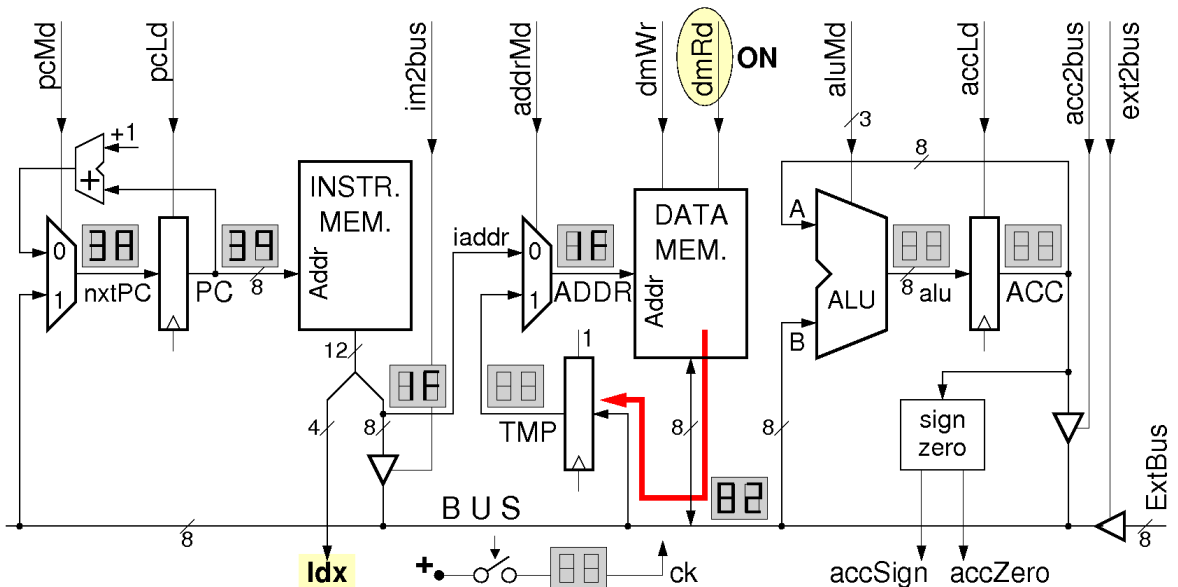 pcMd
pcLd
im2bus
addrMd
dmWr
dmRd
ON
aluMd
accLd
acc2bus
ext2bus
+1
3
8
+
INSTR.
MEM.
Addr
DATA
MEM.
Addr
A
B
ALU
0
1
3A
nxtPC
39
PC
8
iaddr
0
1
1F
ADDR
8
alu
ACC
12
1F
4
8
TMP
1
8
8
sign
zero
82
BUS
8
Idx
+
ck
accSign
accZero
ExtBus
8